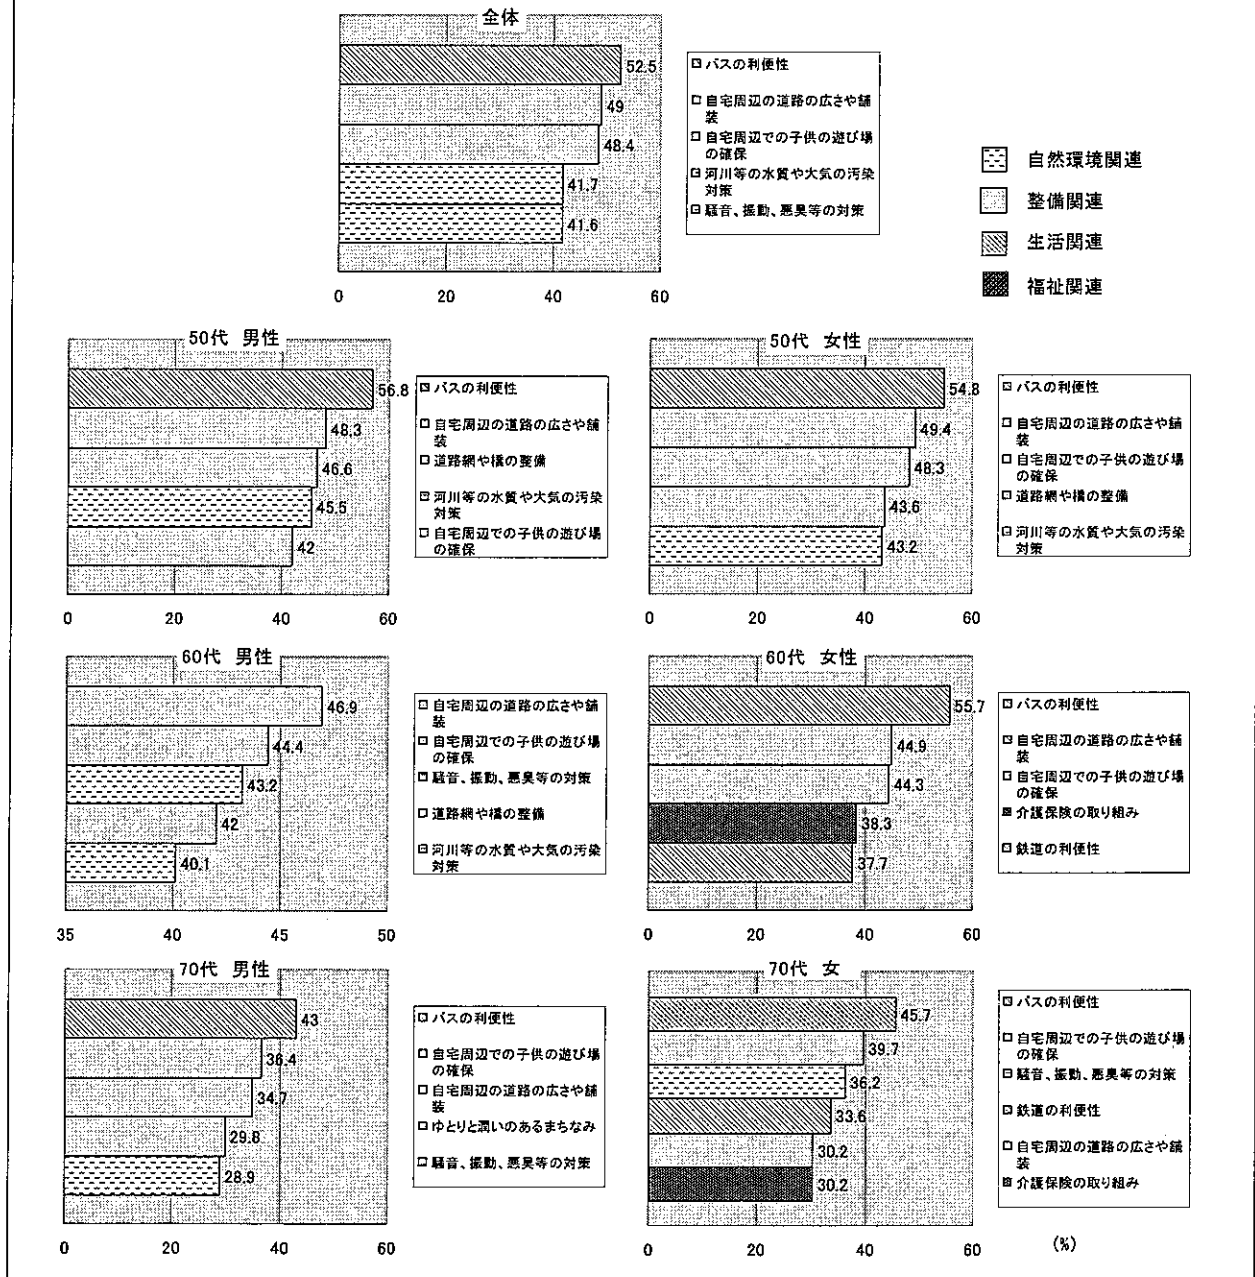 全体
52.5
49
48.4
41.7
41.6
0 20 40 60
バスの利便性
自宅周辺の道路の広さや舗
装
自宅周辺での子供の遊び場
の確保
河川等の水質や大気の汚染
対策
騒音、振動、悪臭等の対策
自然環境関連
整備関連
生活関連
福祉関連
50代 男性
56.8
48.3
46.6
45.5
42
0 20 40 60
バスの利便性
自宅周辺の道路の広さや舗
装
道路網や橋の整備
河川等の水質や大気の汚染
対策
自宅周辺での子供の遊び場
の確保
50代 女性
54.8
49.4
48.3
43.6
43.2
0 20 40 60
バスの利便性
自宅周辺の道路の広さや舗
装
自宅周辺での子供の遊び場
の確保
道路網や橋の整備
河川等の水質や大気の汚染
対策
60代 男性
46.9
44.4
43.2
42
40.1
35 40 45 50
自宅周辺の道路の広さや舗
装
自宅周辺での子供の遊び場
の確保
騒音、振動、悪臭等の対策
道路網や橋の整備
河川等の水質や大気の汚染
対策
60代 女性
55.7
44.9
44.3
38.3
37.7
0 20 40 60
バスの利便性
自宅周辺の道路の広さや舗
装
自宅周辺での子供の遊び場
の確保
介護保険の取り組み
鉄道の利便性
70代 男性
43
36.4
34.7
29.8
28.9
0 20 40 60
バスの利便性
自宅周辺での子供の遊び場
の確保
自宅周辺の道路の広さや舗
装
ゆとりと潤いのあるまちなみ
騒音、振動、悪臭等の対策
70代 女
45.7
39.7
36.2
33.6
30.2
30.2
0 20 40 60
バスの利便性
自宅周辺での子供の遊び場
の確保
騒音、振動、悪臭等の対策
鉄道の利便性
自宅周辺の道路の広さや舗
装
介護保険の取り組み
(%)